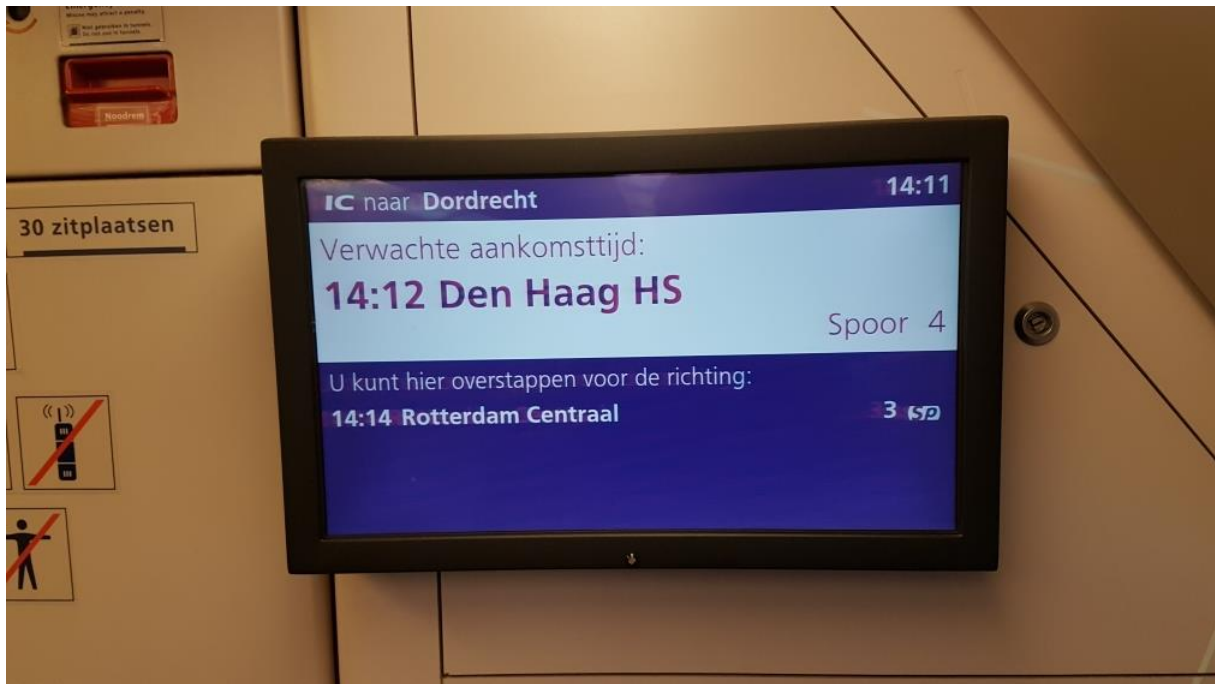 Noodrem
30 zitplaatsen
IC naar Dordrecht 14:11
Verwachte aankomsttijd:
14:12 Den Haag HS
Spoor 4
U kunt hier overstappen voor de richting:
14:14 Rotterdam Centraal 3 SP